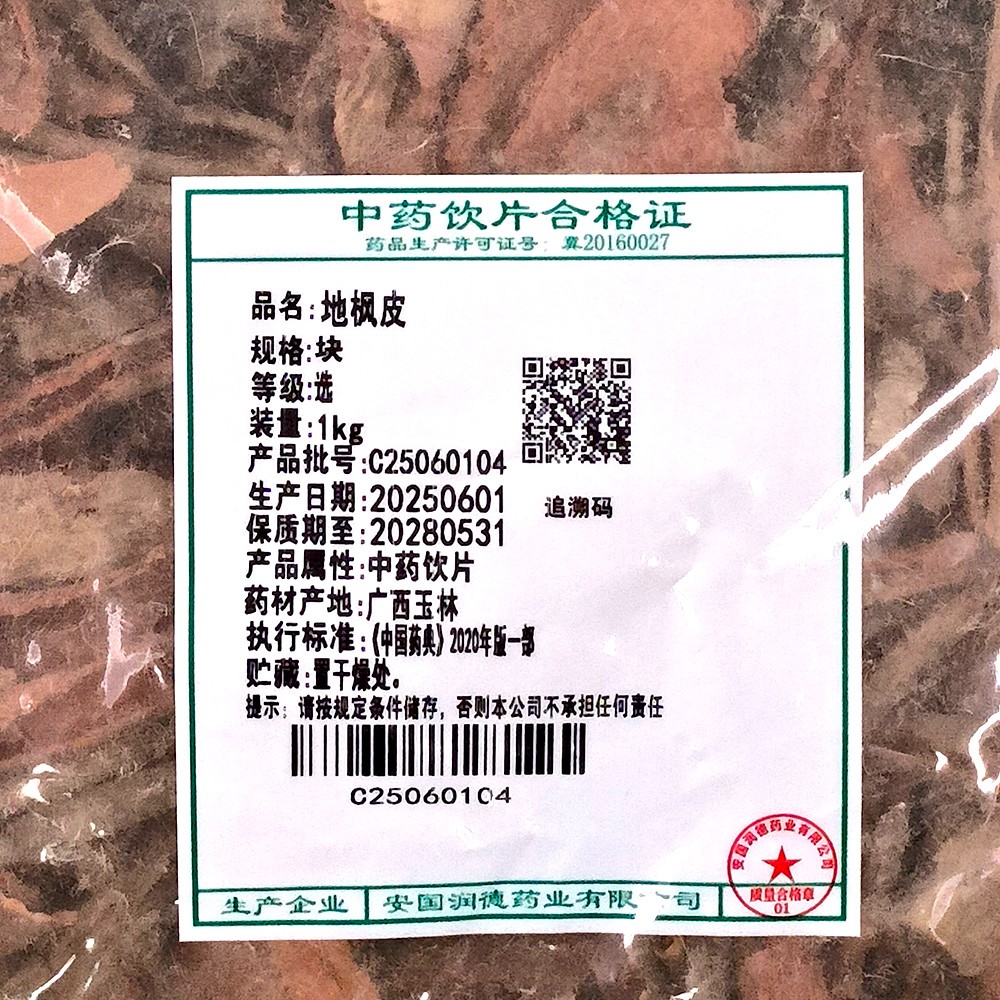 中药饮片合格证
药品生产许可证号：冀20160027
品名:地枫皮
规格:块
等级:选
装量:1kg
产品批号:C25060104
生产日期:20250601
保质期至:20280531
产品属性:中药饮片
药材产地:广西玉林
执行标准:《中国药典》2020年版一部
贮藏:置干燥处。
提示：请按规定条件储存，否则本公司不承担任何责任
追溯码
C25060104
生产企业 安国润德药业有限公司
安国润德药业有限公司
质量合格章
01